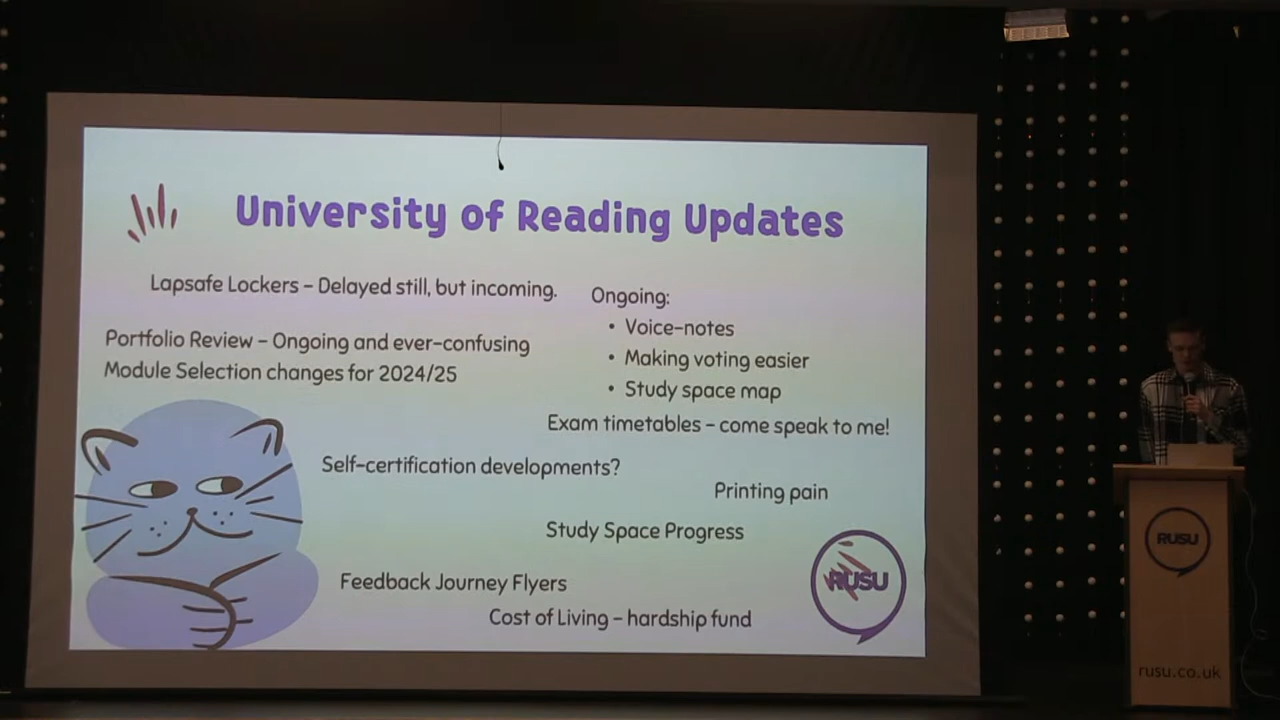 University of Reading Updates
Lapsafe Lockers – Delayed still, but incoming.
Portfolio Review – Ongoing and ever-confusing
Module Selection changes for 2024/25
Ongoing:
• Voice-notes
• Making voting easier
• Study space map
Exam timetables – come speak to me!
Self-certification developments?
Printing pain
Study Space Progress
Feedback Journey Flyers
Cost of Living – hardship fund
RUSU
RUSU
rusu.co.uk